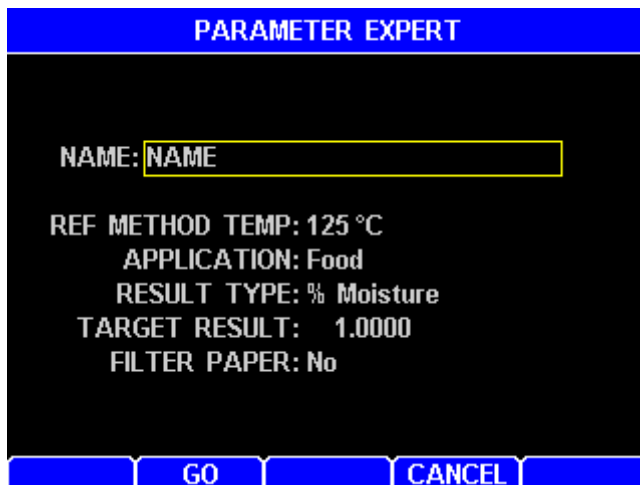 PARAMETER EXPERT
NAME: NAME
REF METHOD TEMP: 125 °C
APPLICATION: Food
RESULT TYPE: % Moisture
TARGET RESULT: 1.0000
FILTER PAPER: No
GO CANCEL